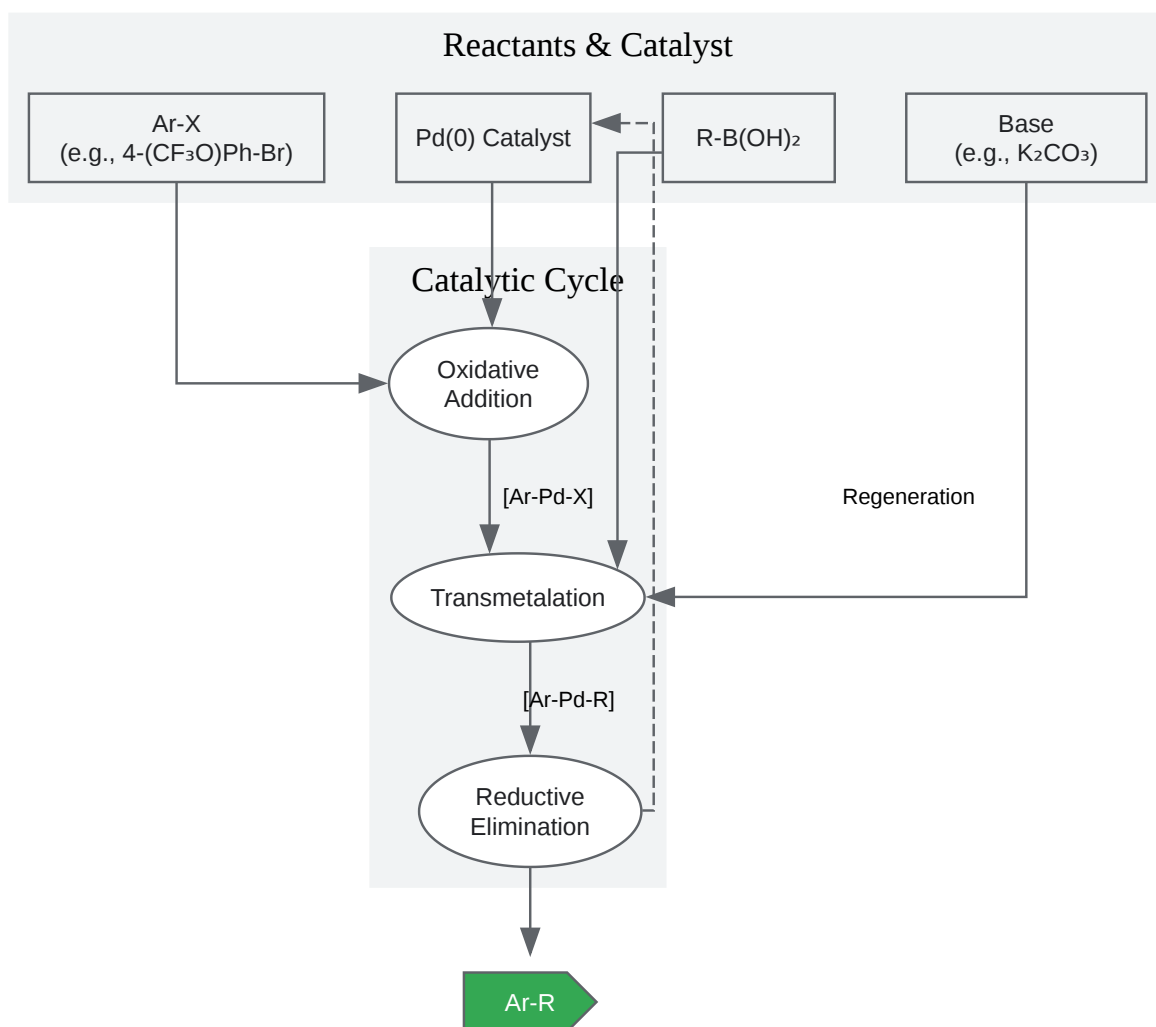 Reactants & Catalyst
Ar-X
(e.g., 4-(CF₃O)Ph-Br)
Pd(0) Catalyst
R-B(OH)₂
Base
(e.g., K₂CO₃)
Catalytic Cycle
Oxidative
Addition
[Ar-Pd-X]
Regeneration
Transmetalation
[Ar-Pd-R]
Reductive
Elimination
Ar-R